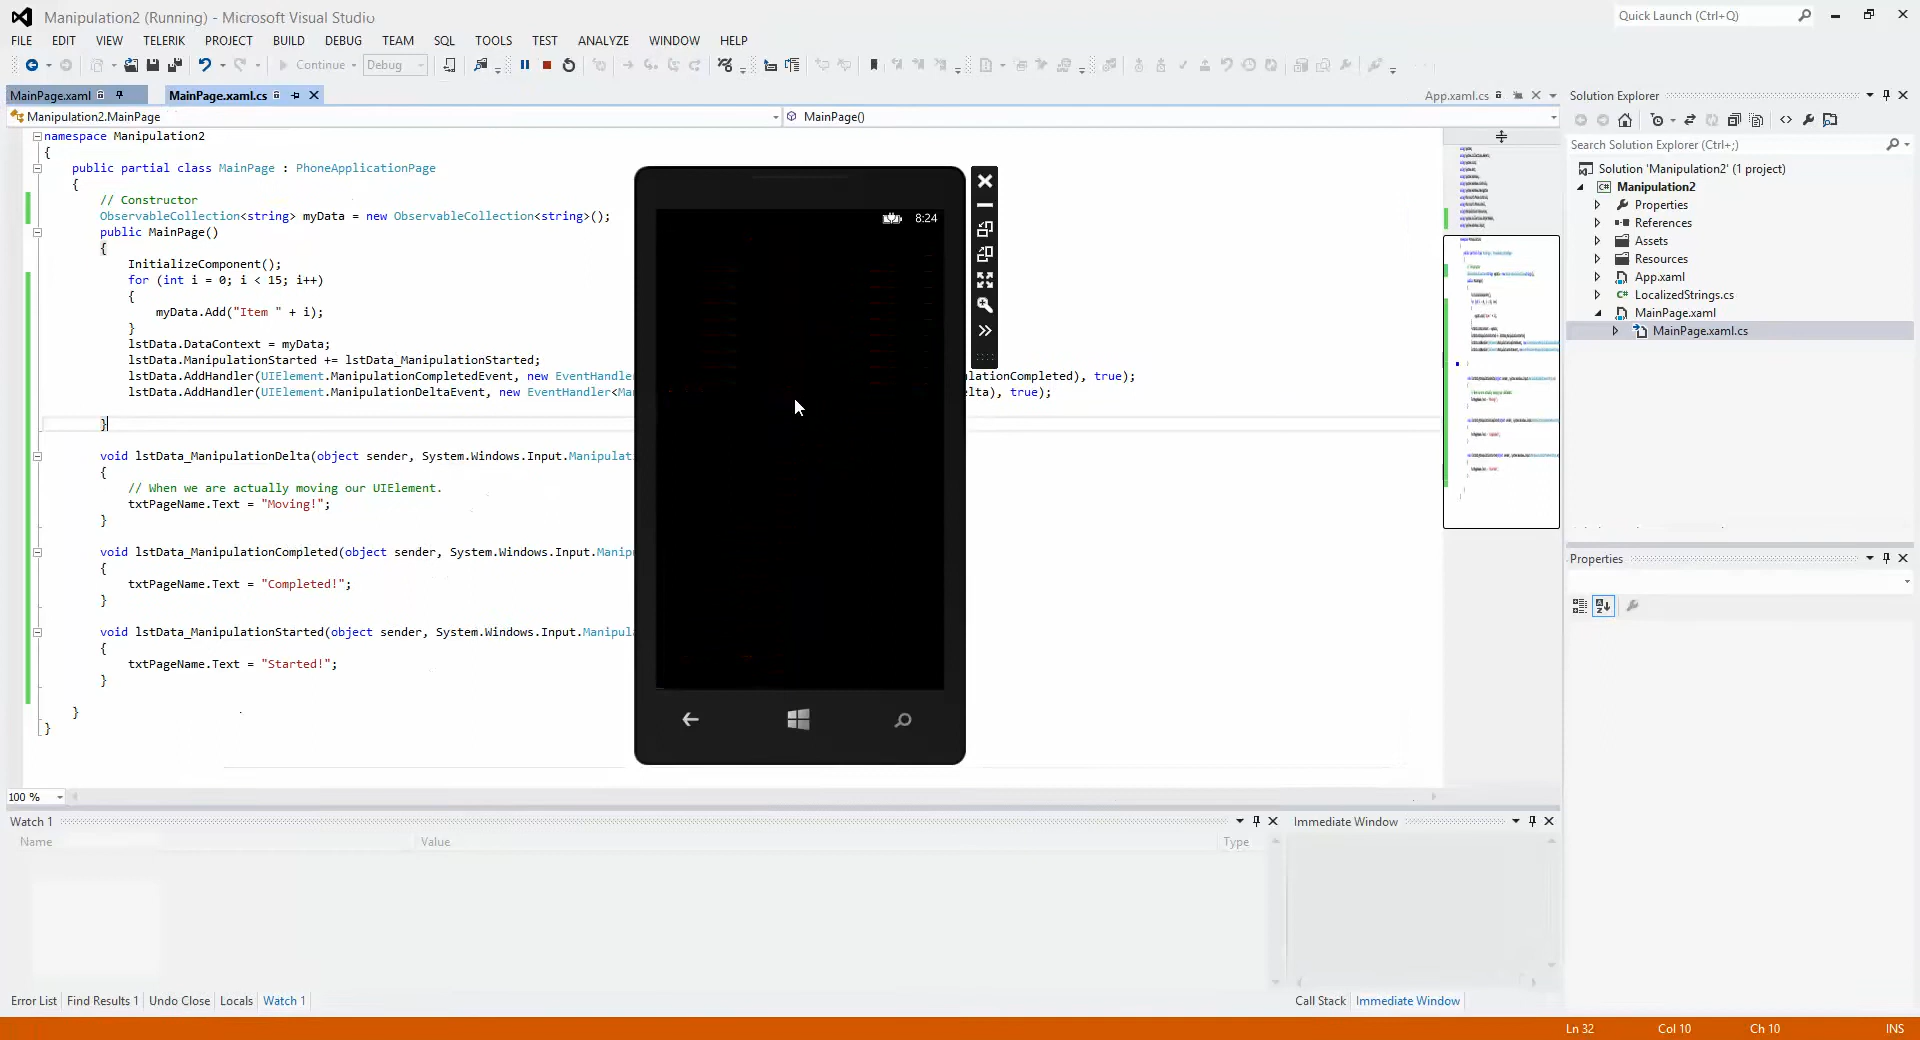 Manipulation2 (Running) - Microsoft Visual Studio
Quick Launch (Ctrl+Q)
FILE EDIT VIEW TELERIK PROJECT BUILD DEBUG TEAM SQL TOOLS TEST ANALYZE WINDOW HELP
Continue Debug
MainPage.xaml MainPage.xaml.cs App.xaml.cs
Manipulation2.MainPage MainPage()
namespace Manipulation2
{
public partial class MainPage : PhoneApplicationPage
{
// Constructor
ObservableCollection<string> myData = new ObservableCollection<string>();
public MainPage()
{
InitializeComponent();
for (int i = 0; i < 15; i++)
{
myData.Add("Item " + i);
}
lstData.DataContext = myData;
lstData.ManipulationStarted += lstData_ManipulationStarted;
lstData.AddHandler(UIElement.ManipulationCompletedEvent, new EventHandler ulationCompleted), true);
lstData.AddHandler(UIElement.ManipulationDeltaEvent, new EventHandler<Ma elta), true);
}
void lstData_ManipulationDelta(object sender, System.Windows.Input.Manipulat
{
// When we are actually moving our UIElement.
txtPageName.Text = "Moving!";
}
void lstData_ManipulationCompleted(object sender, System.Windows.Input.Manip
{
txtPageName.Text = "Completed!";
}
void lstData_ManipulationStarted(object sender, System.Windows.Input.Manipul
{
txtPageName.Text = "Started!";
}
}
}
8:24
100 %
Solution Explorer
Search Solution Explorer (Ctrl+;)
Solution 'Manipulation2' (1 project)
Manipulation2
Properties
References
Assets
Resources
App.xaml
LocalizedStrings.cs
MainPage.xaml
MainPage.xaml.cs
Properties
Watch 1
Name Value Type
Immediate Window
Error List Find Results 1 Undo Close Locals Watch 1
Call Stack Immediate Window
Ln 32 Col 10 Ch 10 INS